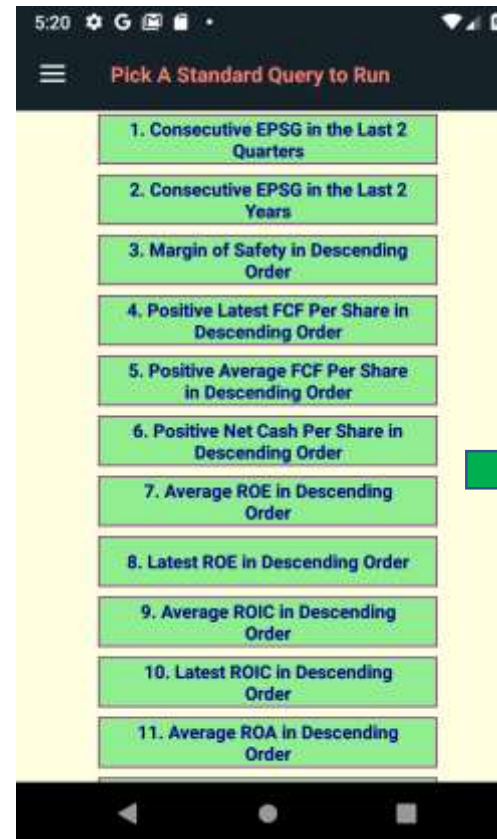 5:20 G
Pick A Standard Query to Run
1. Consecutive EPSG in the Last 2
Quarters
2. Consecutive EPSG in the Last 2
Years
3. Margin of Safety in Descending
Order
4. Positive Latest FCF Per Share in
Descending Order
5. Positive Average FCF Per Share
in Descending Order
6. Positive Net Cash Per Share in
Descending Order
7. Average ROE in Descending
Order
8. Latest ROE in Descending Order
9. Average ROIC in Descending
Order
10. Latest ROIC in Descending
Order
11. Average ROA in Descending
Order